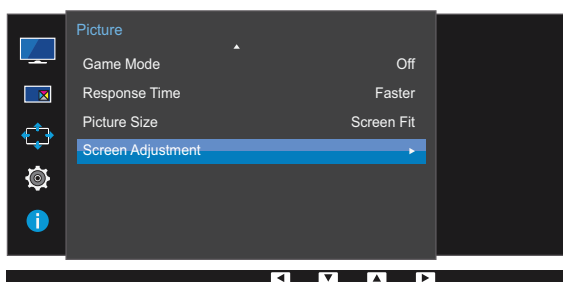 Picture
Game Mode Off
Response Time Faster
Picture Size Screen Fit
Screen Adjustment
i